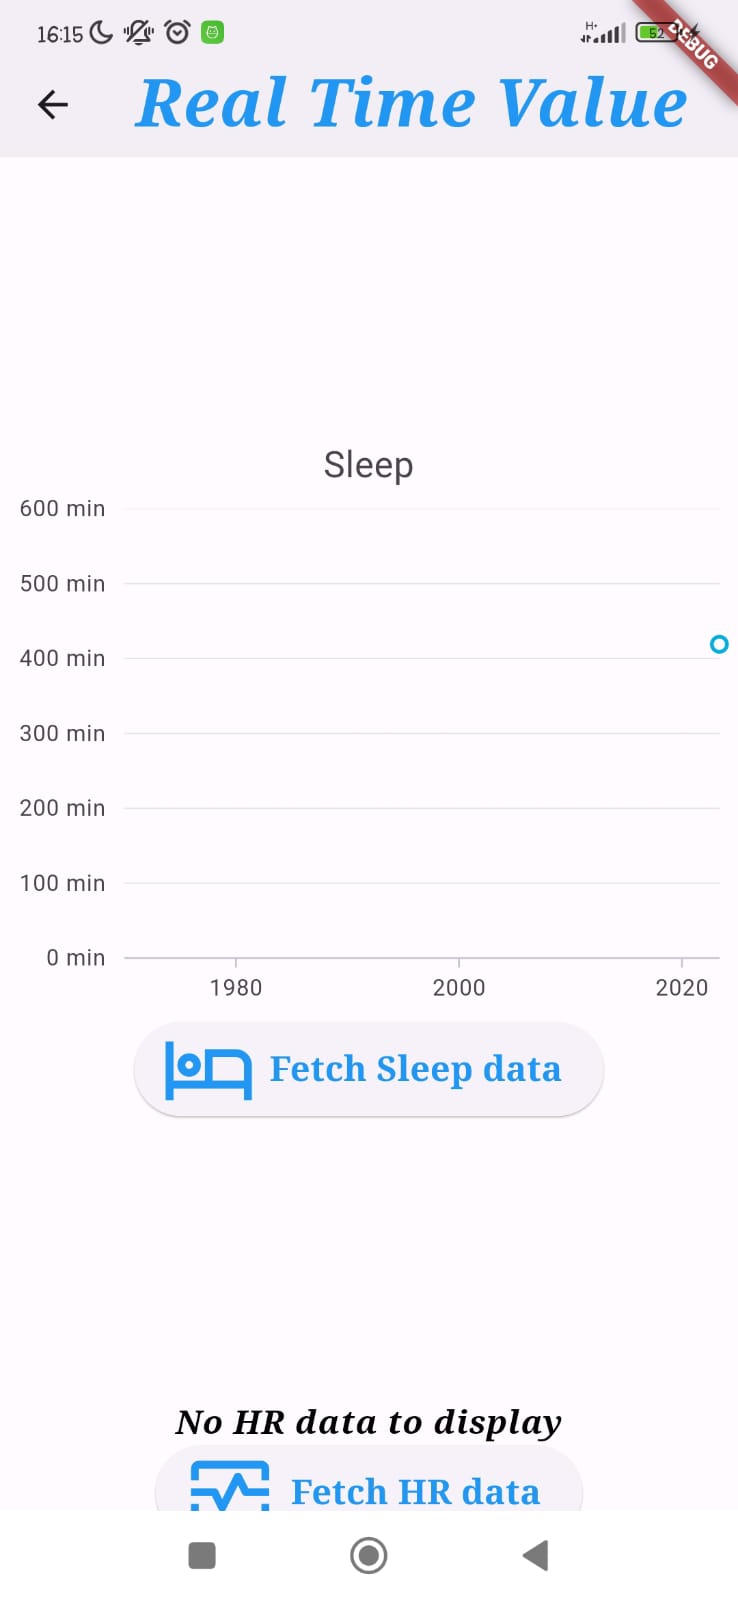 16:15
H+
52
DEBUG
Real Time Value
Sleep
600 min
500 min
400 min
300 min
200 min
100 min
0 min
1980 2000 2020
Fetch Sleep data
No HR data to display
Fetch HR data